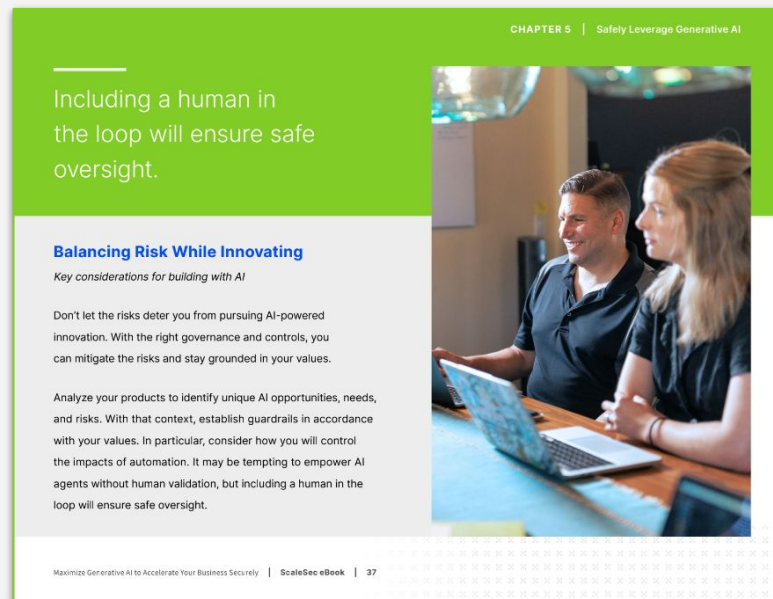 CHAPTER 5 | Safely Leverage Generative AI
Including a human in
the loop will ensure safe
oversight.
Balancing Risk While Innovating
Key considerations for building with AI
Don't let the risks deter you from pursuing AI-powered
innovation. With the right governance and controls, you
can mitigate the risks and stay grounded in your values.
Analyze your products to identify unique AI opportunities, needs,
and risks. With that context, establish guardrails in accordance
with your values. In particular, consider how you will control
the impacts of automation. It may be tempting to empower AI
agents without human validation, but including a human in the
loop will ensure safe oversight.
Maximize Generative AI to Accelerate Your Business Securely | ScaleSec eBook | 37